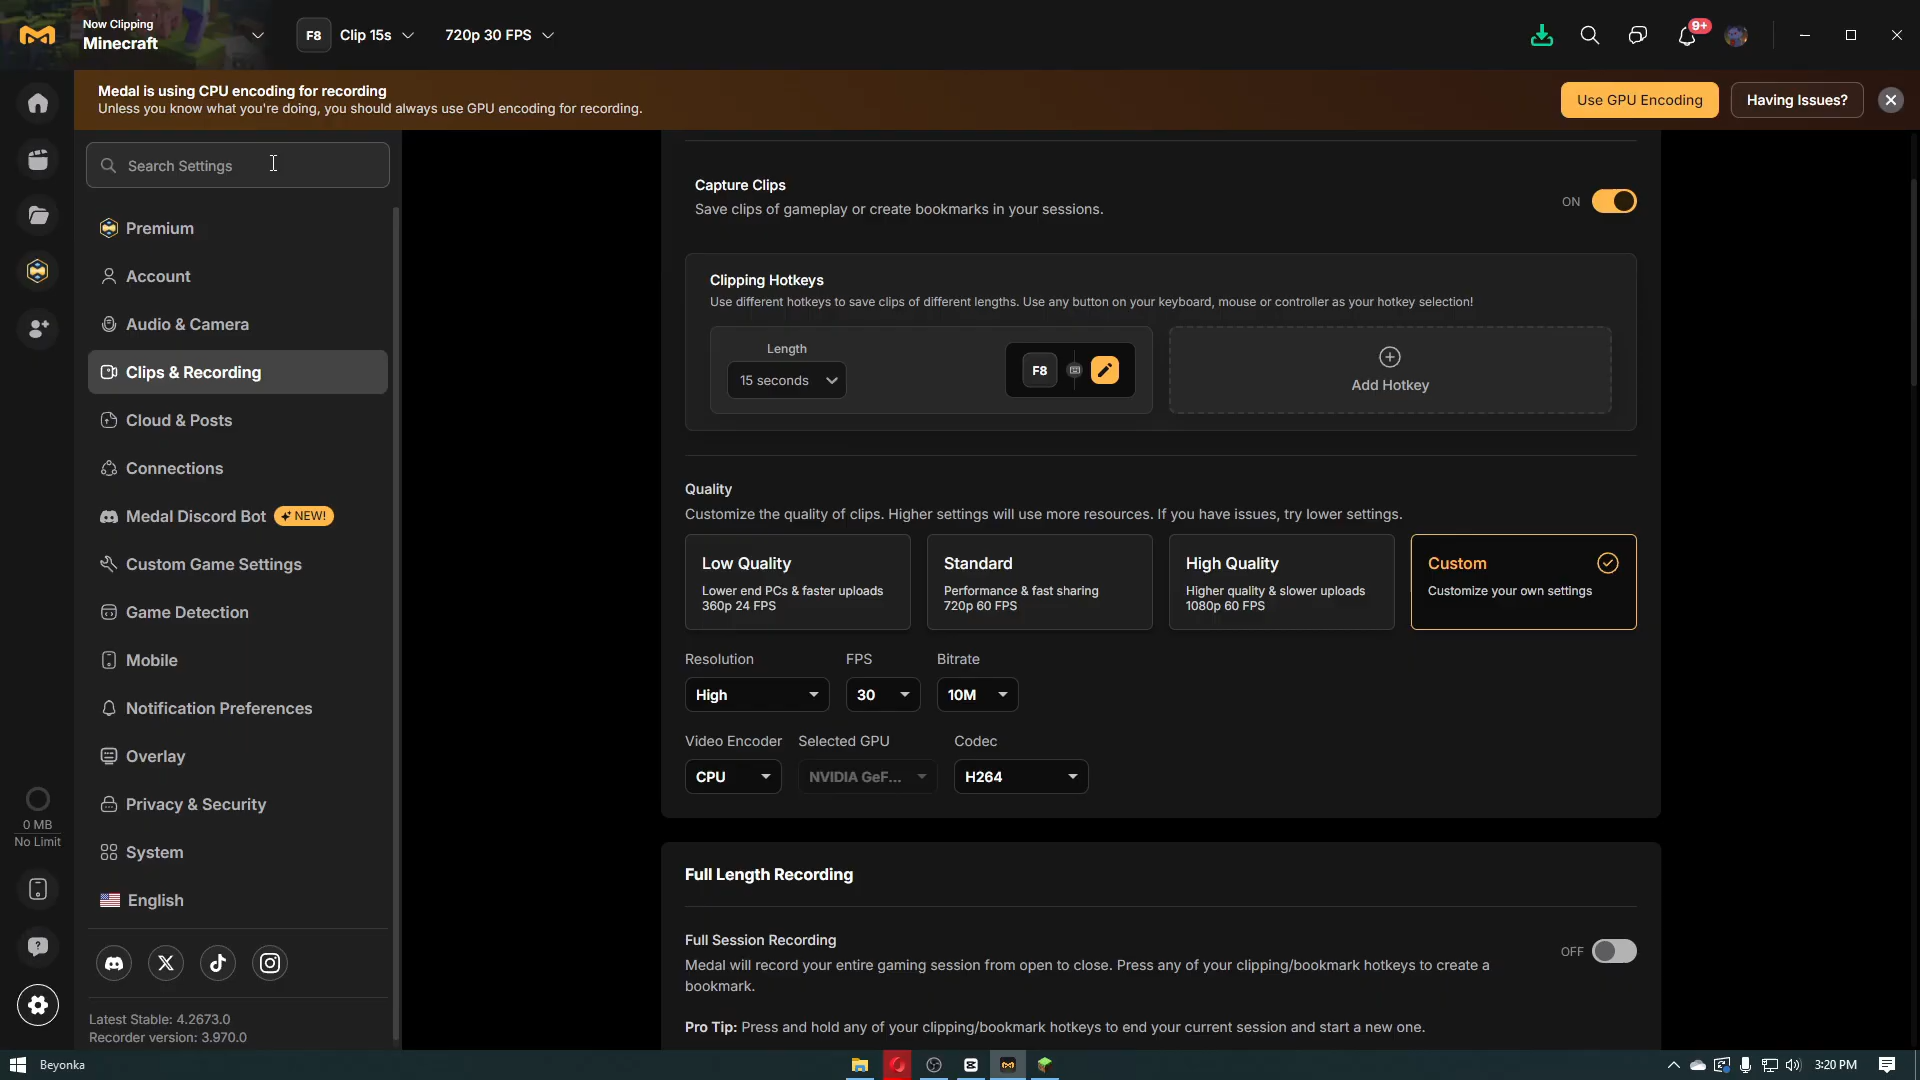 Now Clipping
Minecraft
F8 Clip 15s 720p 30 FPS
9+
Medal is using CPU encoding for recording
Unless you know what you're doing, you should always use GPU encoding for recording.
Use GPU Encoding
Having Issues?
Search Settings
Premium
Account
Audio & Camera
Clips & Recording
Cloud & Posts
Connections
Medal Discord Bot NEW!
Custom Game Settings
Game Detection
Mobile
Notification Preferences
Overlay
Privacy & Security
System
English
0 MB
No Limit
Latest Stable: 4.2673.0
Recorder version: 3.970.0
Capture Clips
Save clips of gameplay or create bookmarks in your sessions.
ON
Clipping Hotkeys
Use different hotkeys to save clips of different lengths. Use any button on your keyboard, mouse or controller as your hotkey selection!
Length
15 seconds
F8
Add Hotkey
Quality
Customize the quality of clips. Higher settings will use more resources. If you have issues, try lower settings.
Low Quality
Lower end PCs & faster uploads
360p 24 FPS
Standard
Performance & fast sharing
720p 60 FPS
High Quality
Higher quality & slower uploads
1080p 60 FPS
Custom
Customize your own settings
Resolution FPS Bitrate
High 30 10M
Video Encoder Selected GPU Codec
CPU NVIDIA GeF... H264
Full Length Recording
Full Session Recording
OFF
Medal will record your entire gaming session from open to close. Press any of your clipping/bookmark hotkeys to create a
bookmark.
Pro Tip: Press and hold any of your clipping/bookmark hotkeys to end your current session and start a new one.
Beyonka
3:20 PM